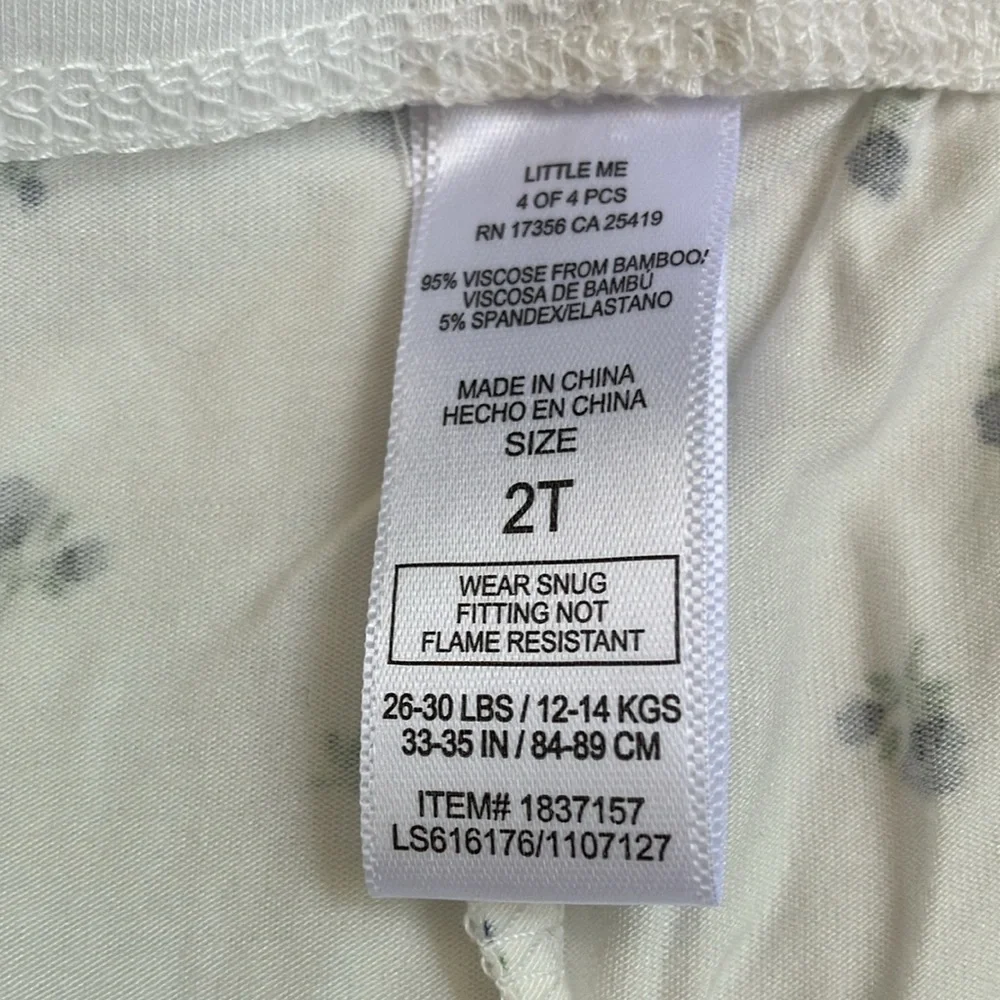 LITTLE ME
4 OF 4 PCS
RN 17356 CA 25419
95% VISCOSE FROM BAMBOO/
VISCOSA DE BAMBÚ
5% SPANDEX/ELASTANO
MADE IN CHINA
HECHO EN CHINA
SIZE
2T
WEAR SNUG
FITTING NOT
FLAME RESISTANT
26-30 LBS / 12-14 KGS
33-35 IN / 84-89 CM
ITEM# 1837157
LS616176/1107127